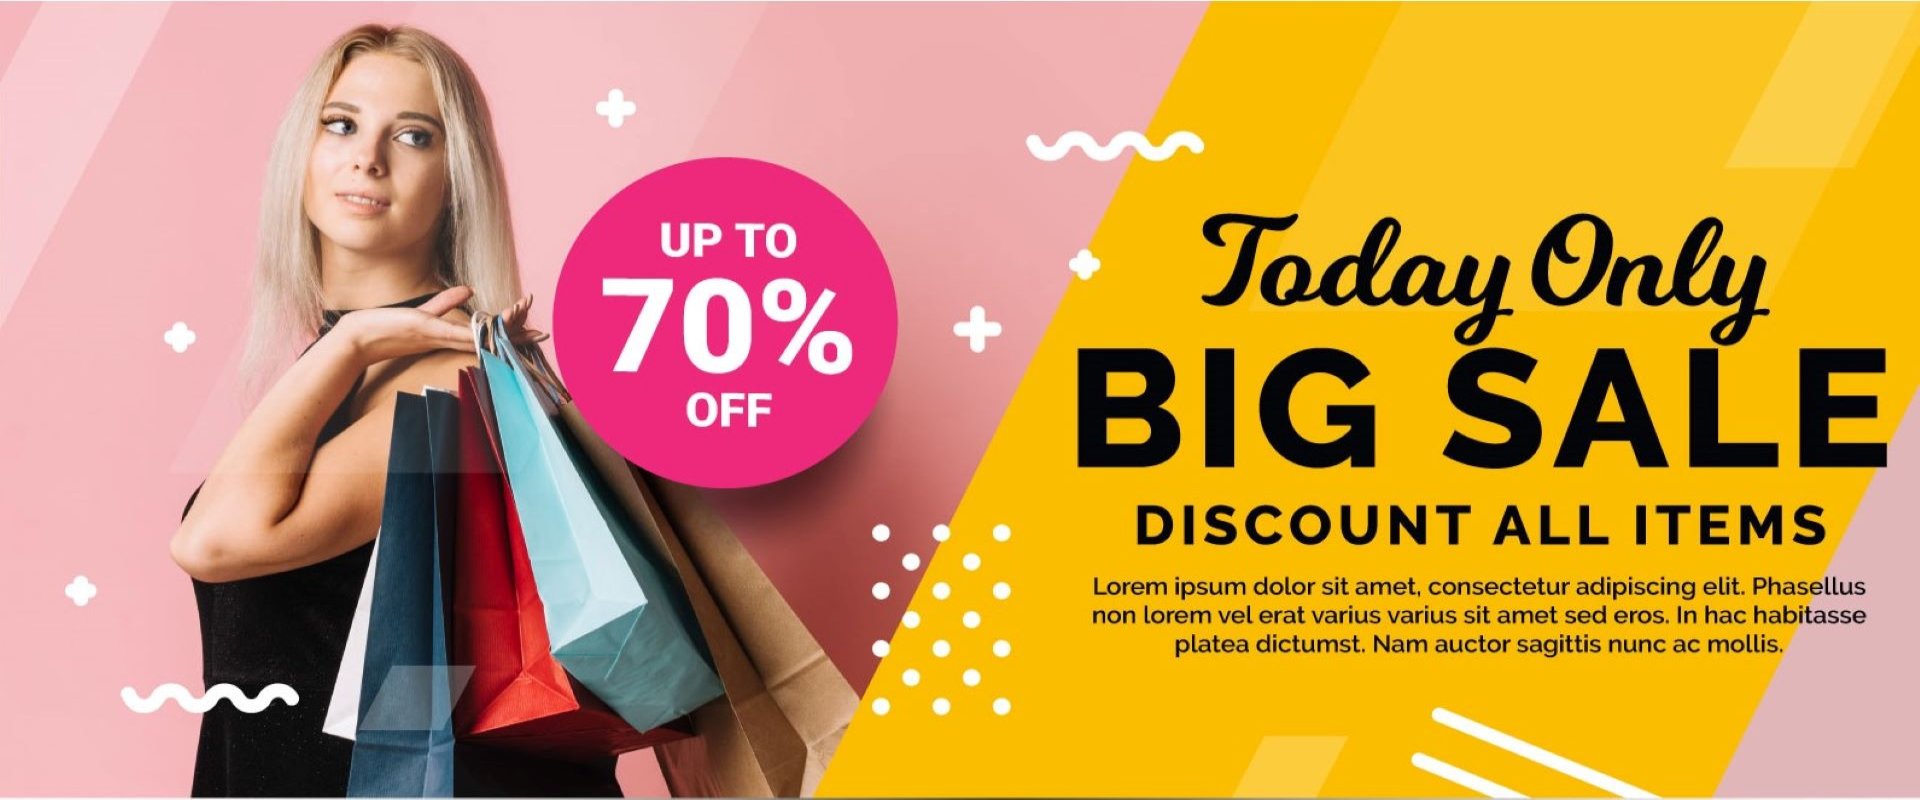 UP TO
70%
OFF
Today Only
BIG SALE
DISCOUNT ALL ITEMS
Lorem ipsum dolor sit amet, consectetur adipiscing elit. Phasellus
non lorem vel erat varius varius sit amet sed eros. In hac habitasse
platea dictumst. Nam auctor sagittis nunc ac mollis.